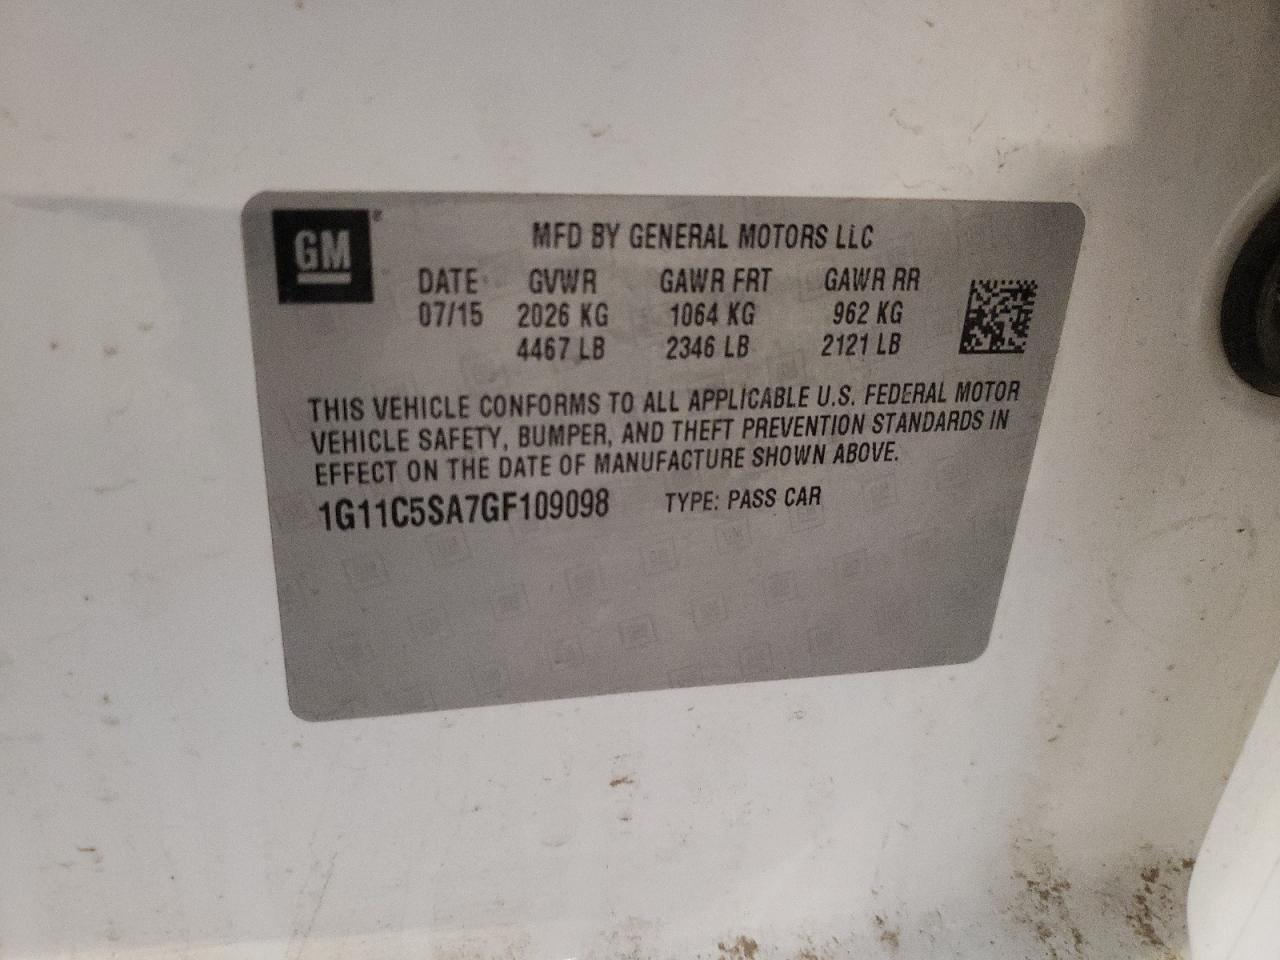 GM
MFD BY GENERAL MOTORS LLC
DATE GVWR GAWR FRT GAWR RR
07/15 2026 KG 1064 KG 962 KG
4467 LB 2346 LB 2121 LB
THIS VEHICLE CONFORMS TO ALL APPLICABLE U.S. FEDERAL MOTOR
VEHICLE SAFETY, BUMPER, AND THEFT PREVENTION STANDARDS IN
EFFECT ON THE DATE OF MANUFACTURE SHOWN ABOVE.
1G11C5SA7GF109098 TYPE: PASS CAR